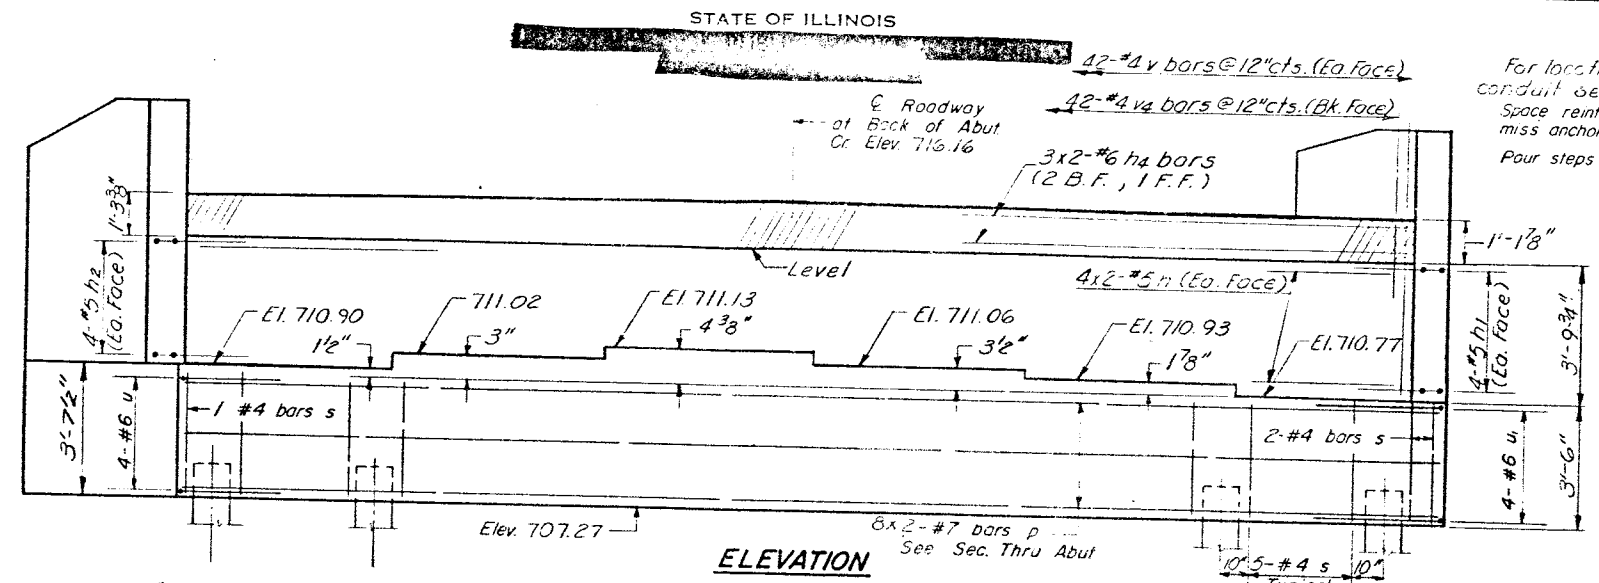 STATE OF ILLINOIS
42-#4 v bars @ 12"cts. (Ea. Face)
42-#4 v4 bars @ 12"cts. (Bk. Face)
℄ Roadway
at Back of Abut.
Cr. Elev. 716.16
3x2-#6 h4 bars
(2 B.F., 1 F.F.)
conduit
Space
miss
Pour steps
1'-3 3/8"
4-#5 h2
(Ea. Face)
Level
1'-1 7/8"
4x2-#5 h (Ea. Face)
El. 710.90
711.02
El. 711.13
El. 711.06
El. 710.93
El. 710.77
1 1/2"
3"
4 3/8"
3 1/2"
1 7/8"
4-#5 h1
(Ea. Face)
3'-9 3/4"
3'-7 1/2"
4-#6 u
1 #4 bars s
2-#4 bars s
4-#6 u1
3'-6"
Elev. 707.27
8x2-#7 bars p
See Sec. Thru Abut
ELEVATION
10"
5-#4 s
10"